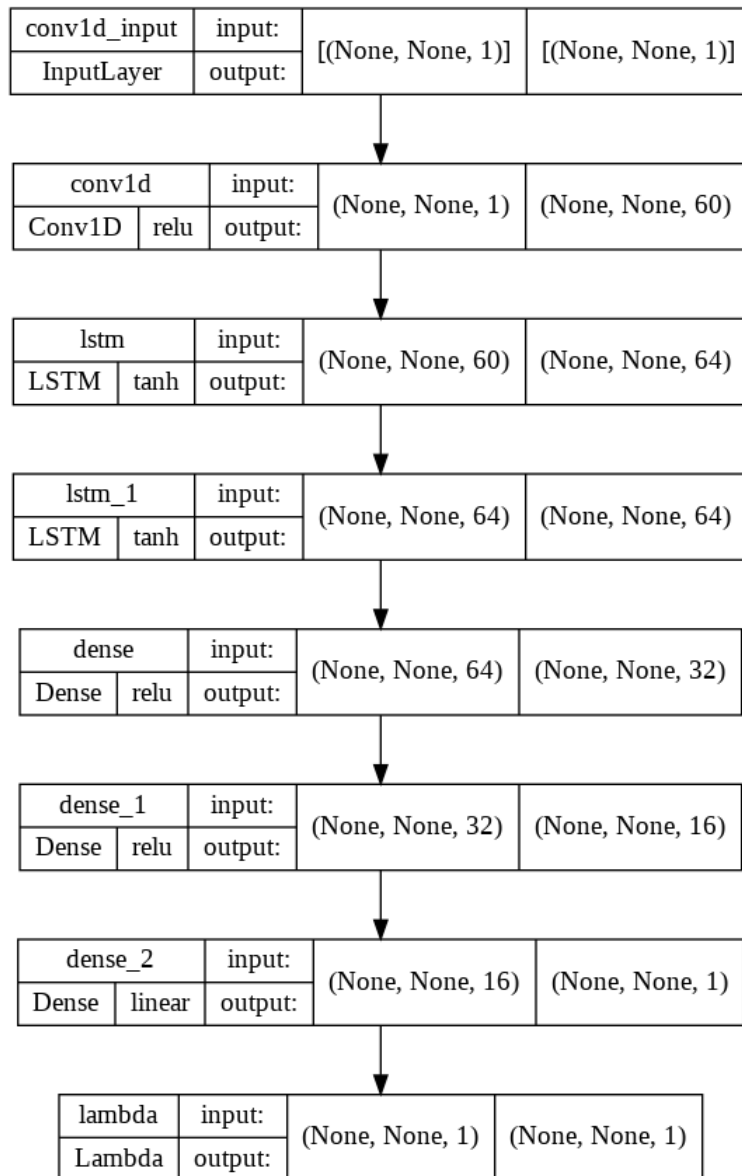 conv1d_input input: [(None, None, 1)] [(None, None, 1)]
InputLayer output:
conv1d input: (None, None, 1) (None, None, 60)
Conv1D relu output:
lstm input: (None, None, 60) (None, None, 64)
LSTM tanh output:
lstm_1 input: (None, None, 64) (None, None, 64)
LSTM tanh output:
dense input: (None, None, 64) (None, None, 32)
Dense relu output:
dense_1 input: (None, None, 32) (None, None, 16)
Dense relu output:
dense_2 input: (None, None, 16) (None, None, 1)
Dense linear output:
lambda input: (None, None, 1) (None, None, 1)
Lambda output: